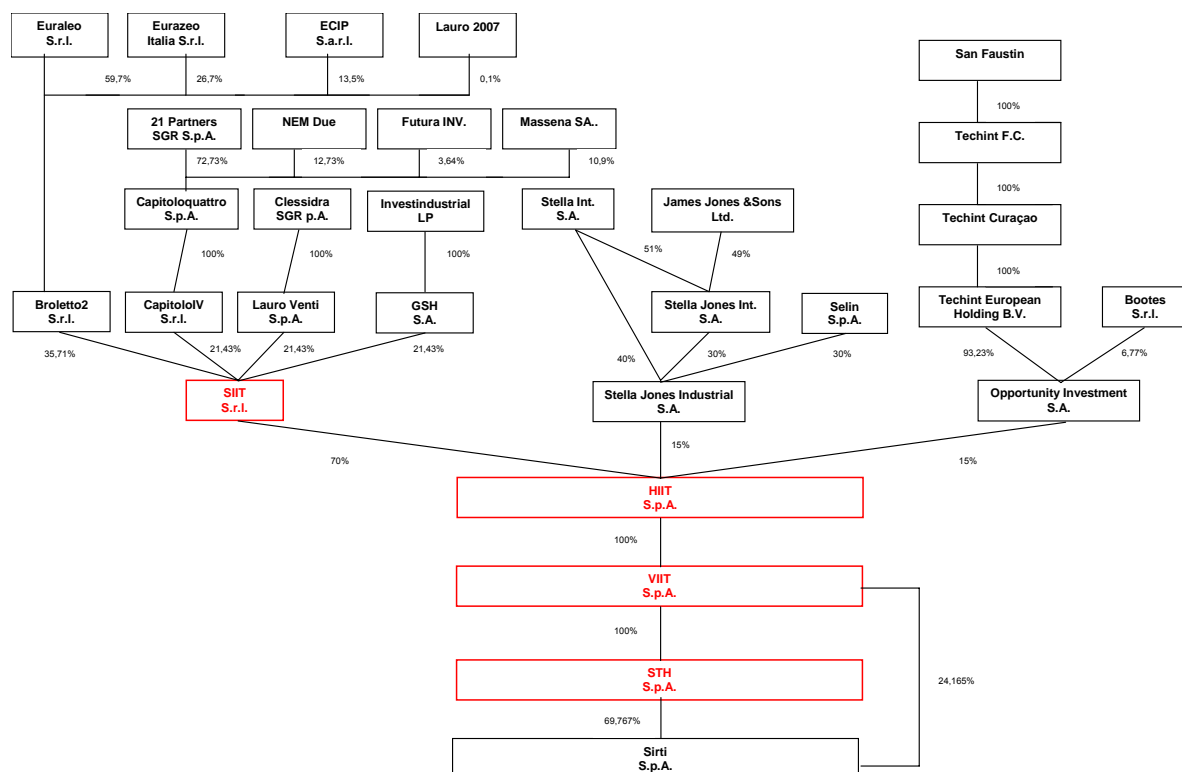 Euraleo
S.r.l.
Eurazeo
Italia S.r.l.
ECIP
S.a.r.l.
Lauro 2007
San Faustin
59,7%
26,7%
13,5%
0,1%
100%
21 Partners
SGR S.p.A.
NEM Due
Futura INV.
Massena SA..
Techint F.C.
72,73%
12,73%
3,64%
10,9%
100%
Capitoloquattro
S.p.A.
Clessidra
SGR p.A.
Investindustrial
LP
Stella Int.
S.A.
James Jones &Sons
Ltd.
Techint Curaçao
100%
100%
100%
51%
49%
100%
Broletto2
S.r.l.
CapitoloIV
S.r.l.
Lauro Venti
S.p.A.
GSH
S.A.
Stella Jones Int.
S.A.
Selin
S.p.A.
Techint European
Holding B.V.
Bootes
S.r.l.
35,71%
21,43%
21,43%
21,43%
40%
30%
30%
93,23%
6,77%
SIIT
S.r.l.
Stella Jones Industrial
S.A.
Opportunity Investment
S.A.
70%
15%
15%
HIIT
S.p.A.
100%
VIIT
S.p.A.
100%
STH
S.p.A.
24,165%
69,767%
Sirti
S.p.A.